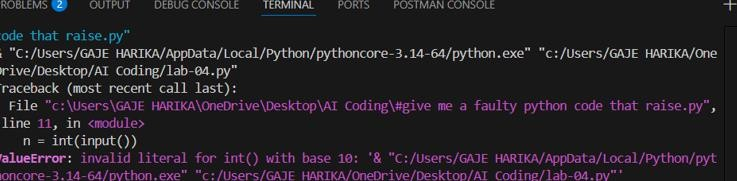 PROBLEMS 2 OUTPUT DEBUG CONSOLE TERMINAL PORTS POSTMAN CONSOLE
code that raise.py"
& "C:/Users/GAJE HARIKA/AppData/Local/Python/pythoncore-3.14-64/python.exe" "c:/Users/GAJE HARIKA/One
Drive/Desktop/AI Coding/lab-04.py"
Traceback (most recent call last):
File "c:\Users\GAJE HARIKA\OneDrive\Desktop\AI Coding\#give me a faulty python code that raise.py",
line 11, in <module>
n = int(input())
ValueError: invalid literal for int() with base 10: '& "C:/Users/GAJE HARIKA/AppData/Local/Python/pyt
honcore-3.14-64/python.exe" "c:/Users/GAJE HARIKA/OneDrive/Desktop/AI Coding/lab-04.py"'